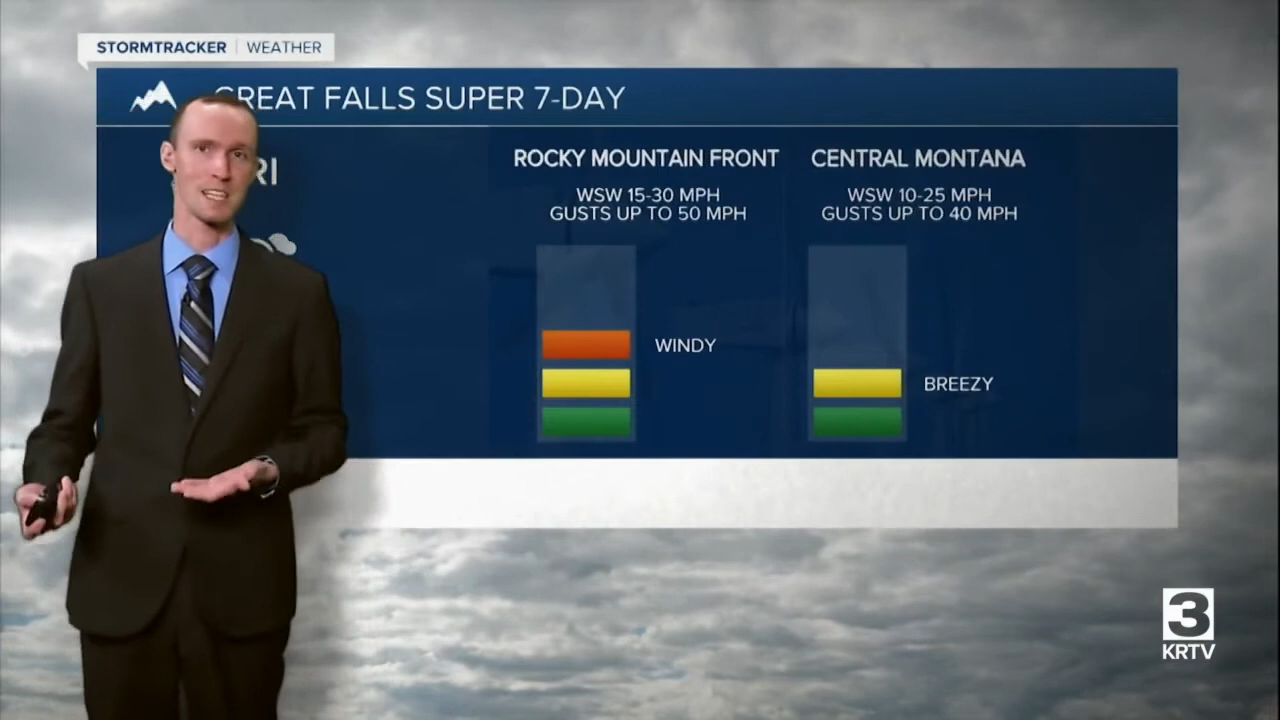 STORMTRACKER WEATHER
GREAT FALLS SUPER 7-DAY
FRI
ROCKY MOUNTAIN FRONT
WSW 15-30 MPH
GUSTS UP TO 50 MPH
WINDY
CENTRAL MONTANA
WSW 10-25 MPH
GUSTS UP TO 40 MPH
BREEZY
3
KRTV